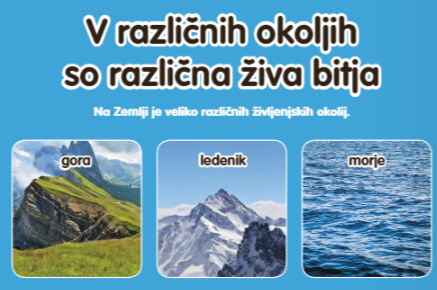 V različnih okoljih
so različna živa bitja
Na Zemlji je veliko različnih življenjskih okolij.
gora
ledenik
morje